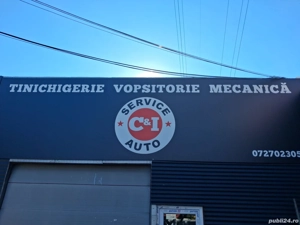 TINICHIGERIE VOPSITORIE MECANICĂ
SERVICE
C&I
AUTO
072702305
publi24.ro